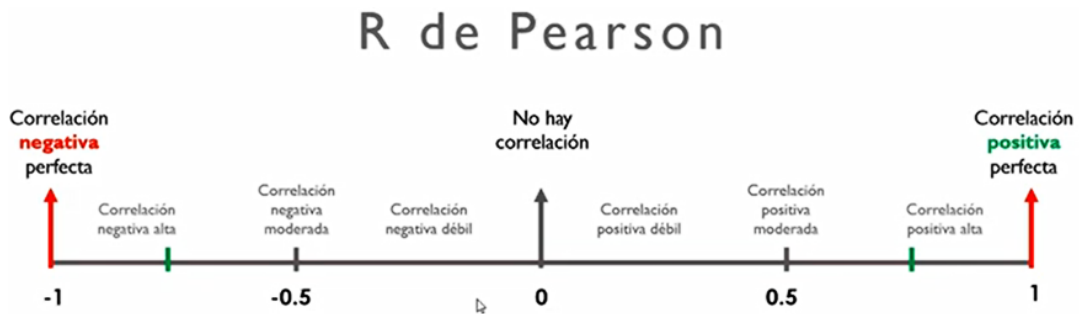 R de Pearson
Correlación
negativa
perfecta
No hay
correlación
Correlación
positiva
perfecta
Correlación
negativa alta
Correlación
negativa
moderada
Correlación
negativa débil
Correlación
positiva débil
Correlación
positiva
moderada
Correlación
positiva alta
-1
-0.5
0
0.5
1